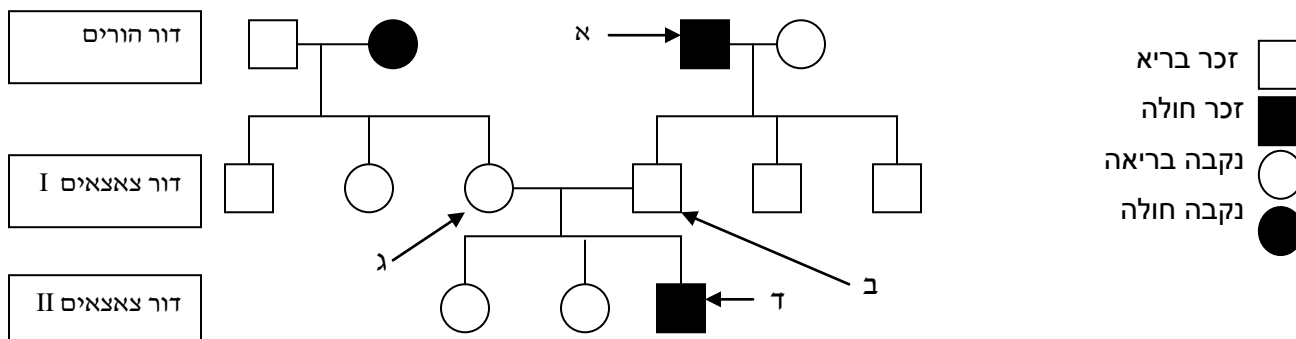 דור הורים
א
זכר בריא
זכר חולה
נקבה בריאה
נקבה חולה
דור צאצאים I
ג
ב
דור צאצאים II
ד